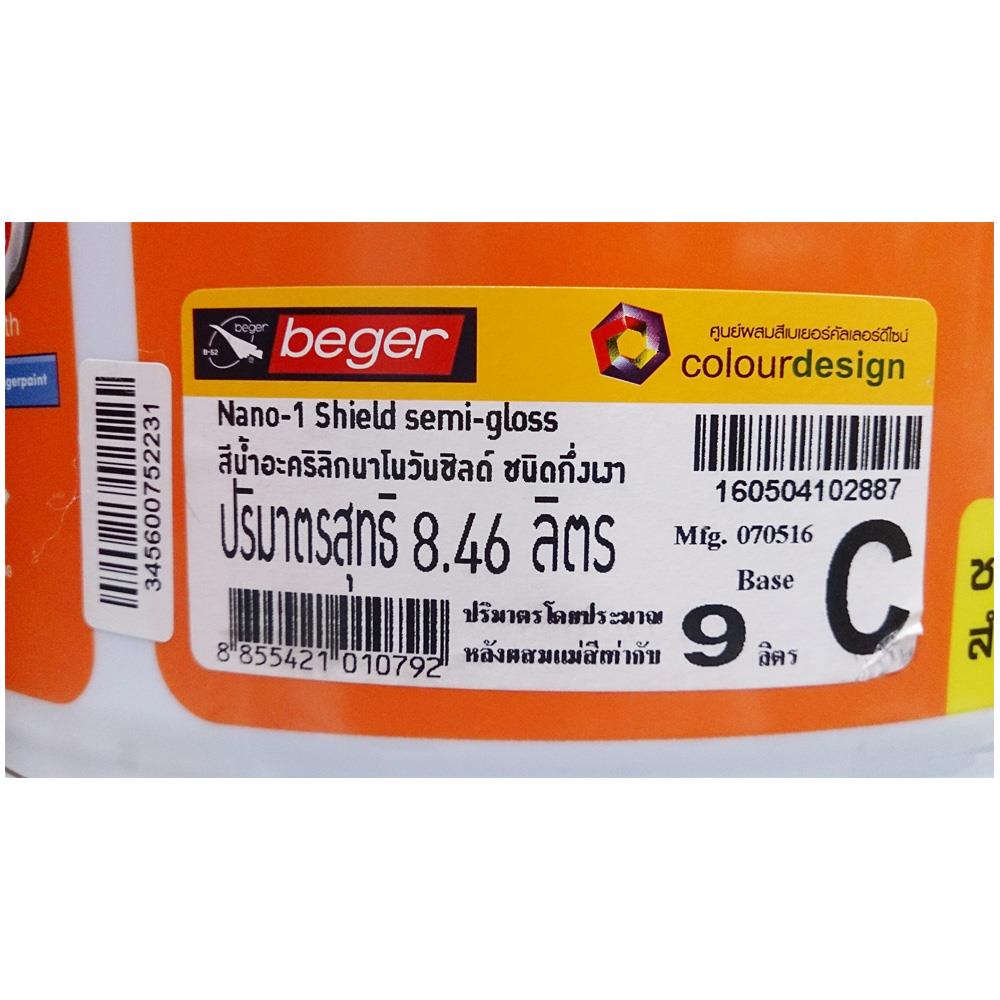 beger
B-52
beger
ศูนย์ผสมสีเบเยอร์คัลเลอร์ดีไซน์
colourdesign
Nano-1 Shield semi-gloss
สีน้ำอะคริลิกนาโนวันชิลด์ ชนิดกึ่งเงา
160504102887
ปริมาตรสุทธิ 8.46 ลิตร
Mfg. 070516
Base C
ปริมาตรโดยประมาณ
หลังผสมแม่สีเท่ากับ 9 ลิตร
8 855421 010792
3456007522231
th
gerpaint